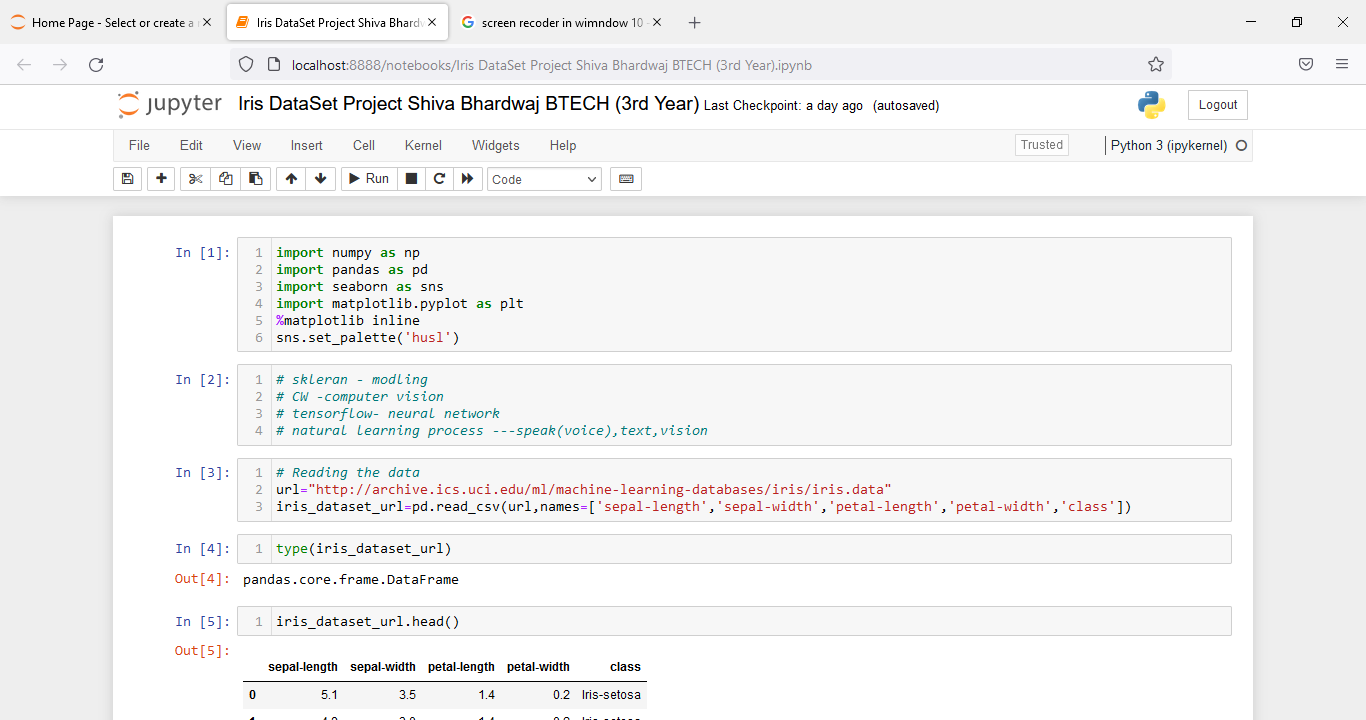 Home Page - Select or create a
Iris DataSet Project Shiva Bhard
screen recoder in wimndow 10
localhost:8888/notebooks/Iris DataSet Project Shiva Bhardwaj BTECH (3rd Year).ipynb
jupyter Iris DataSet Project Shiva Bhardwaj BTECH (3rd Year) Last Checkpoint: a day ago (autosaved)
Logout
File Edit View Insert Cell Kernel Widgets Help Trusted Python 3 (ipykernel)
Run Code
In [1]:
1 import numpy as np
2 import pandas as pd
3 import seaborn as sns
4 import matplotlib.pyplot as plt
5 %matplotlib inline
6 sns.set_palette('husl')
In [2]:
1 # skleran - modling
2 # CW -computer vision
3 # tensorflow- neural network
4 # natural learning process ---speak(voice),text,vision
In [3]:
1 # Reading the data
2 url="http://archive.ics.uci.edu/ml/machine-learning-databases/iris/iris.data"
3 iris_dataset_url=pd.read_csv(url,names=['sepal-length','sepal-width','petal-length','petal-width','class'])
In [4]:
1 type(iris_dataset_url)
Out[4]: pandas.core.frame.DataFrame
In [5]:
1 iris_dataset_url.head()
Out[5]:
sepal-length sepal-width petal-length petal-width class
0 5.1 3.5 1.4 0.2 Iris-setosa